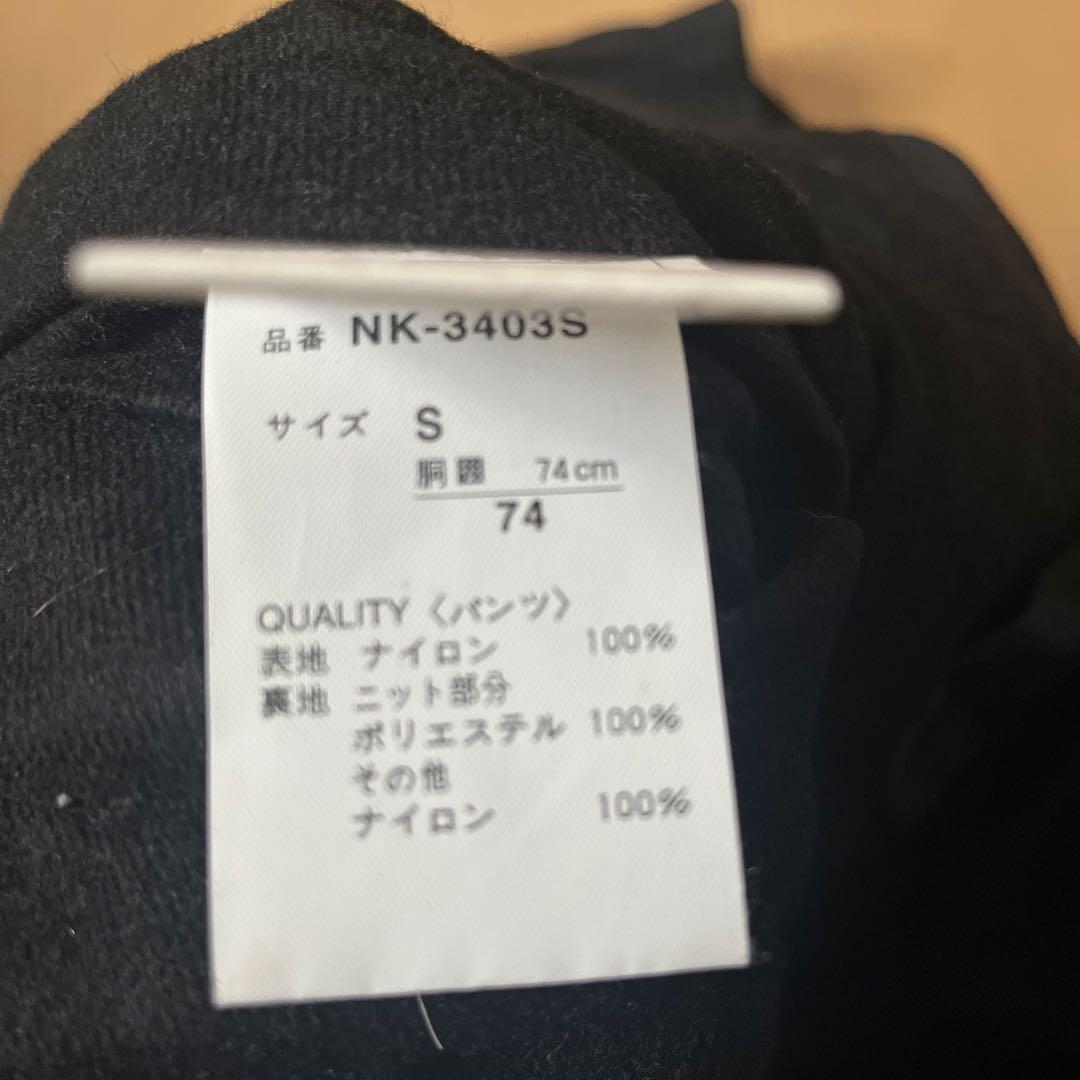 品番 NK-3403S
サイズ S
胴囲 74cm
74
QUALITY〈パンツ〉
表地 ナイロン 100%
裏地 ニット部分
ポリエステル 100%
その他
ナイロン 100%